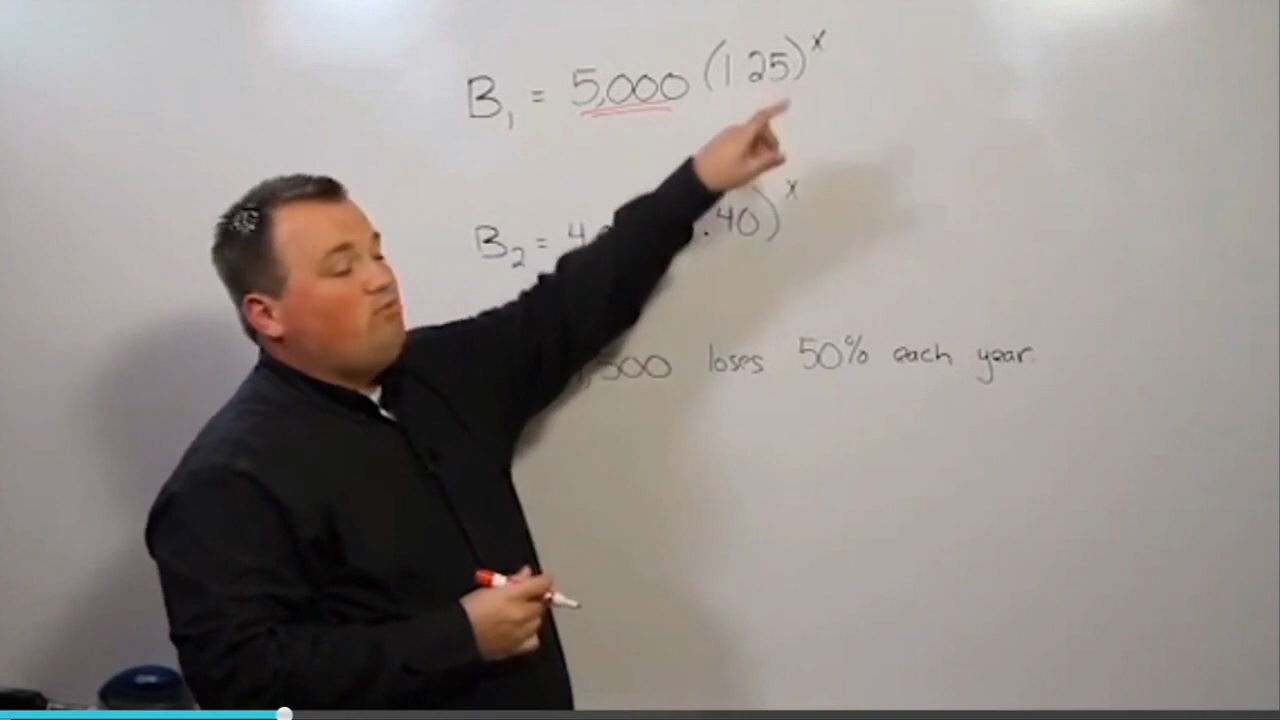 B₁ = 5,000 (1 25)ˣ
B₂ = 4 .40)ˣ
,500 loses 50% each year.